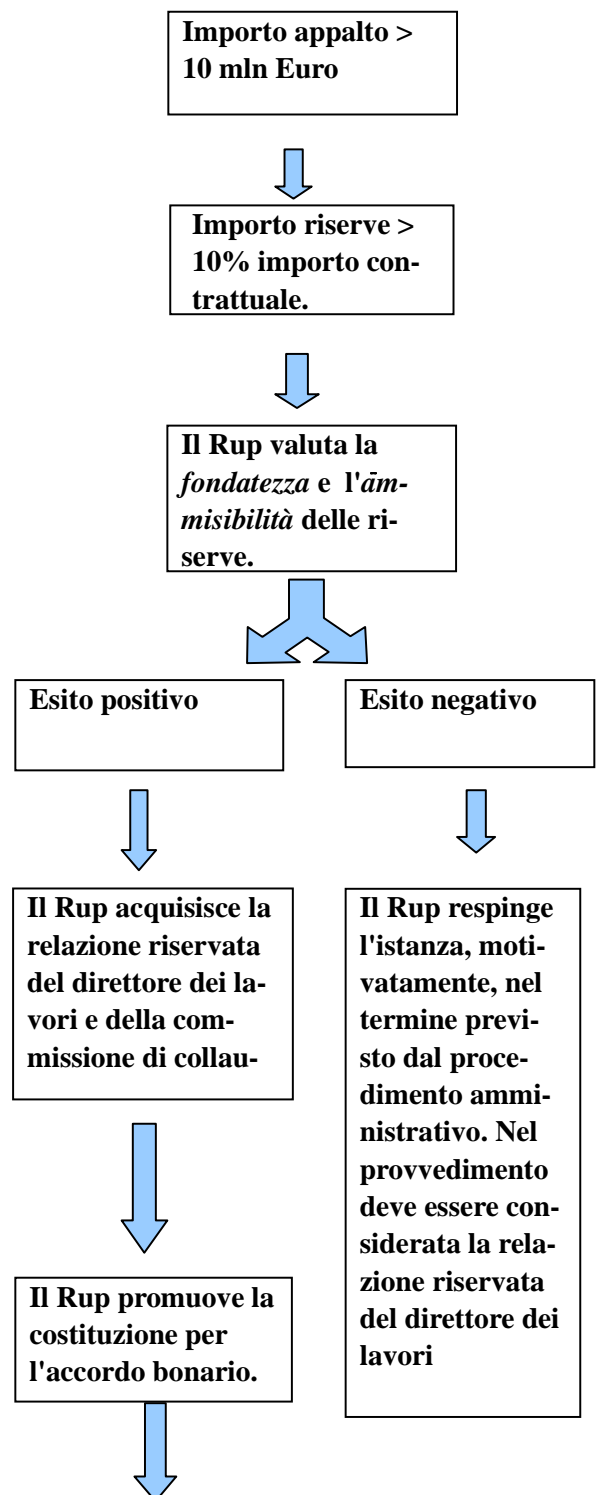 Importo appalto >
10 mln Euro
Importo riserve >
10% importo con-
trattuale.
Il Rup valuta la
fondatezza e l'ām-
misibilità delle ri-
serve.
Esito positivo
Esito negativo
Il Rup acquisisce la
relazione riservata
del direttore dei la-
vori e della com-
missione di collau-
Il Rup respinge
l'istanza, moti-
vatamente, nel
termine previ-
sto dal proce-
dimento ammi-
nistrativo. Nel
provvedimento
deve essere con-
siderata la rela-
zione riservata
del direttore dei
lavori
Il Rup promuove la
costituzione per
l'accordo bonario.